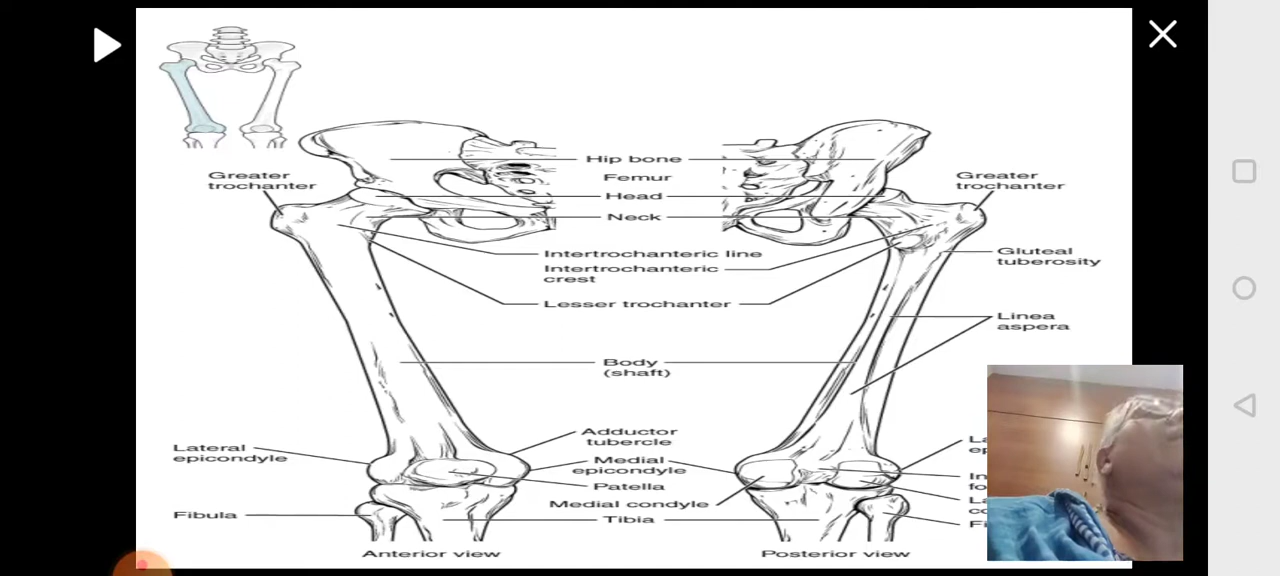 Greater
trochanter
Hip bone
Femur
Head
Neck
Greater
trochanter
Intertrochanteric line
Intertrochanteric
crest
Gluteal
tuberosity
Lesser trochanter
Linea
aspera
Body
(shaft)
Adductor
tubercle
Lateral
epicondyle
Medial
epicondyle
Patella
Medial condyle
Fibula
Tibia
Anterior view
Posterior view